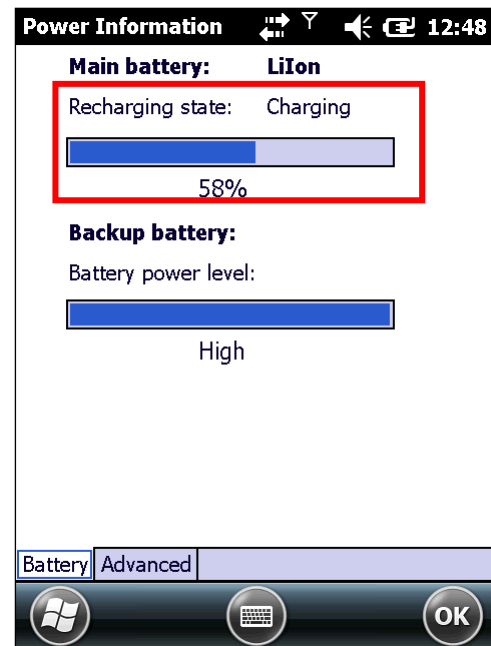 Power Information 12:48
Main battery: LiIon
Recharging state: Charging
58%
Backup battery:
Battery power level:
High
Battery Advanced
OK